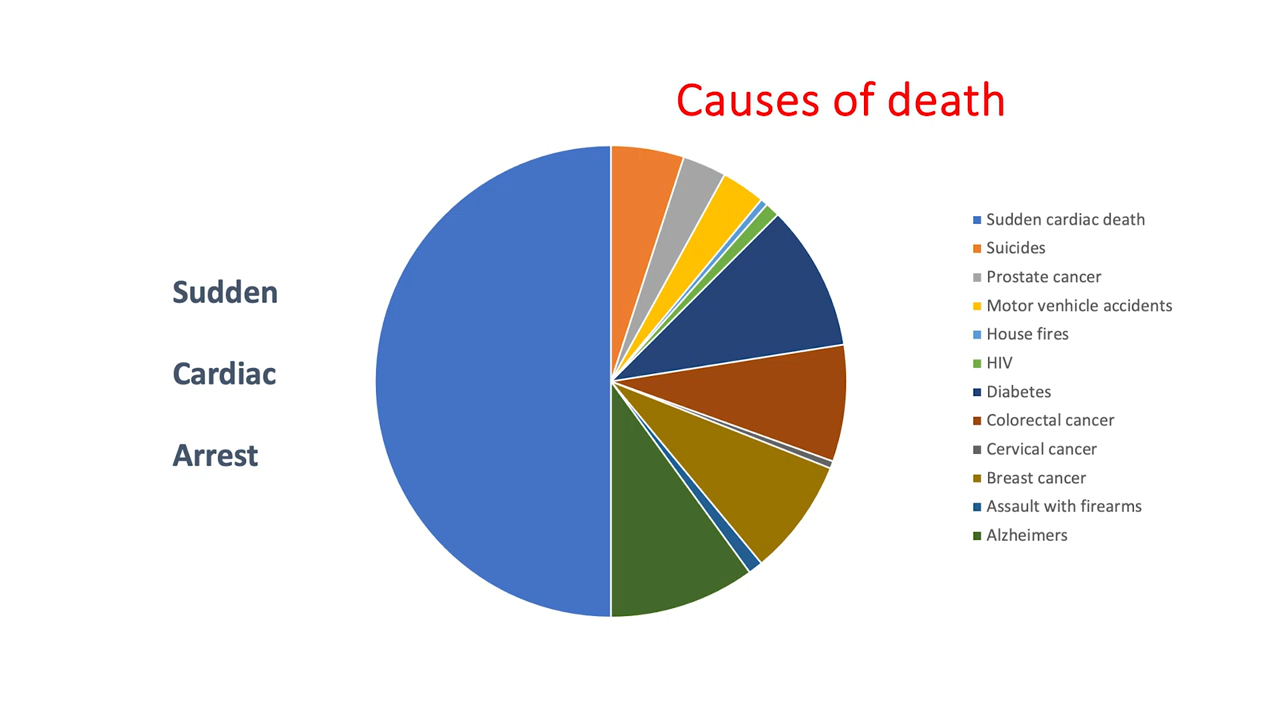 Causes of death
Sudden
Cardiac
Arrest
Sudden cardiac death
Suicides
Prostate cancer
Motor venhicle accidents
House fires
HIV
Diabetes
Colorectal cancer
Cervical cancer
Breast cancer
Assault with firearms
Alzheimers